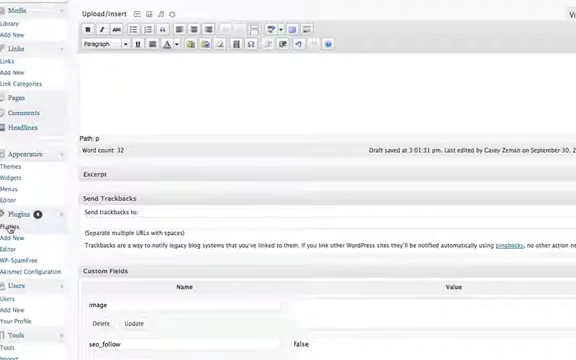 Media
Library
Add New
Links
Links
Add New
Link Categories
Pages
Comments
Headlines
Appearance
Themes
Widgets
Menus
Editor
Plugins 4
Plugins
Add New
Editor
WP-SpamFree
Akismet Configuration
Users
Users
Add New
Your Profile
Tools
Tools
Import
Upload/Insert
B I ABC
Paragraph U A
Path: p
Word count: 32 Draft saved at 3:01:31 pm. Last edited by Casey Zeman on September 30, 2
Excerpt
Send Trackbacks
Send trackbacks to:
(Separate multiple URLs with spaces)
Trackbacks are a way to notify legacy blog systems that you've linked to them. If you link other WordPress sites they'll be notified automatically using pingbacks, no other action ne
Custom Fields
Name Value
image
Delete Update
seo_follow false